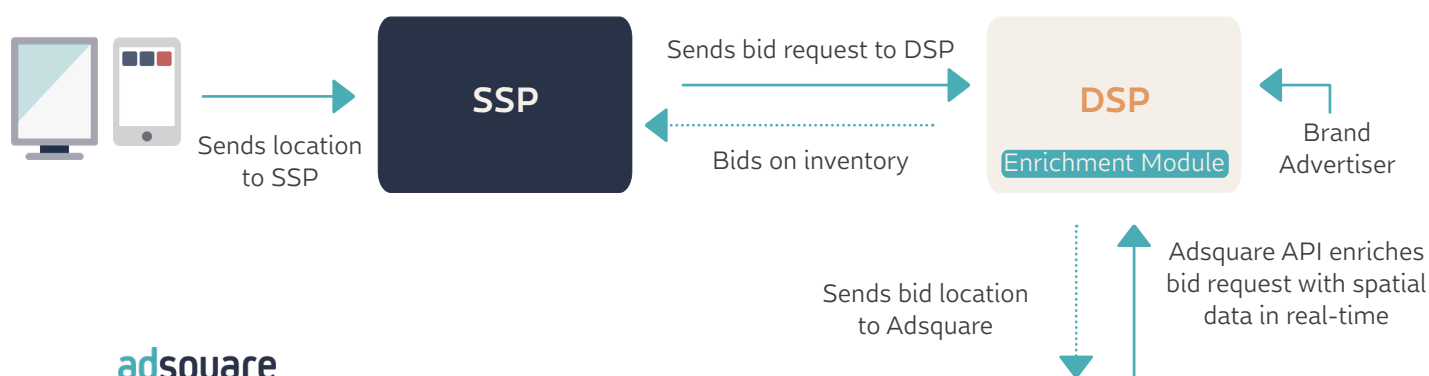 Sends location
to SSP
SSP
Sends bid request to DSP
Bids on inventory
DSP
Enrichment Module
Brand
Advertiser
Sends bid location
to Adsquare
Adsquare API enriches
bid request with spatial
data in real-time
adsquare